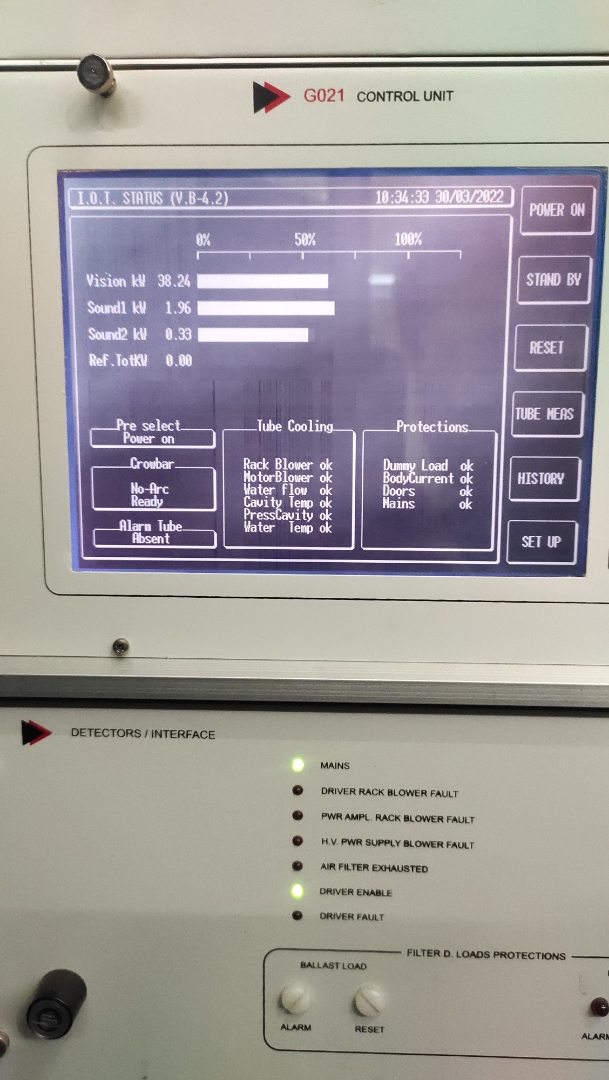 G021 CONTROL UNIT
I.O.T. STATUS (V.B-4.2) 10:34:33 30/03/2022
0% 50% 100%
Vision kW 38.24
Sound1 kW 1.96
Sound2 kW 0.33
Ref.TotKW 0.00
Pre select
Power on
Crowbar
No-Arc
Ready
Alarm Tube
Absent
Tube Cooling
Rack Blower ok
MotorBlower ok
Water flow ok
Cavity Temp ok
PressCavity ok
Water Temp ok
Protections
Dummy Load ok
BodyCurrent ok
Doors ok
Mains ok
POWER ON
STAND BY
RESET
TUBE MEAS
HISTORY
SET UP
DETECTORS / INTERFACE
MAINS
DRIVER RACK BLOWER FAULT
PWR AMPL. RACK BLOWER FAULT
H.V. PWR SUPPLY BLOWER FAULT
AIR FILTER EXHAUSTED
DRIVER ENABLE
DRIVER FAULT
FILTER D. LOADS PROTECTIONS
BALLAST LOAD
ALARM
RESET
ALARM